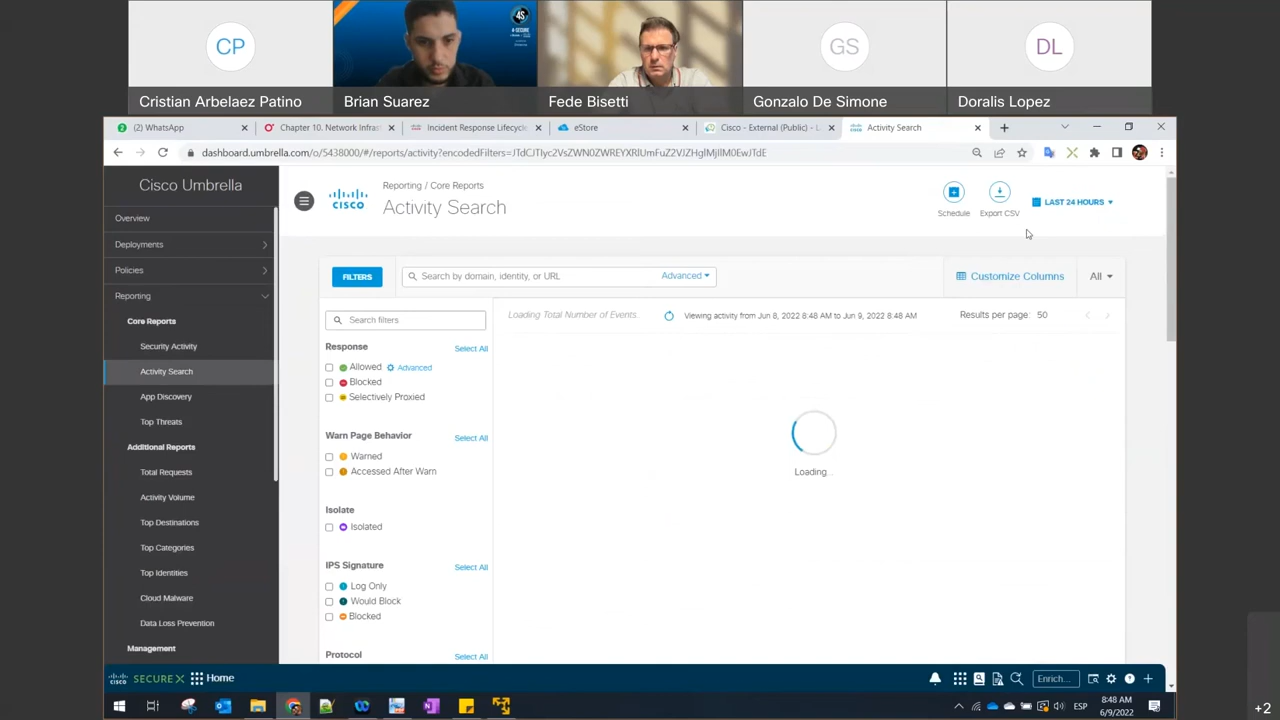 CP
GS
DL
Cristian Arbelaez Patino
Brian Suarez
Fede Bisetti
Gonzalo De Simone
Doralis Lopez
(2) WhatsApp
Chapter 10. Network Infrast
Incident Response Lifecycle
eStore
Cisco - External (Public) - L
Activity Search
dashboard.umbrella.com/o/5438000/#/reports/activity?encodedFilters=
Cisco Umbrella
Overview
Deployments
Policies
Reporting
Core Reports
Security Activity
Activity Search
App Discovery
Top Threats
Additional Reports
Total Requests
Activity Volume
Top Destinations
Top Categories
Top Identities
Cloud Malware
Data Loss Prevention
Management
CISCO
Reporting / Core Reports
Activity Search
Schedule
Export CSV
LAST 24 HOURS
FILTERS
Search by domain, identity, or URL
Advanced
Customize Columns
All
Search filters
Loading Total Number of Events..
Viewing activity from Jun 8, 2022 8:48 AM to Jun 9, 2022 8:48 AM
Results per page: 50
Response
Select All
Allowed
Advanced
Blocked
Selectively Proxied
Warn Page Behavior
Select All
Warned
Accessed After Warn
Isolate
Isolated
IPS Signature
Select All
Log Only
Would Block
Blocked
Protocol
Select All
Loading..
CISCO SECURE X
Home
Enrich...
ESP
8:48 AM
6/9/2022
+2